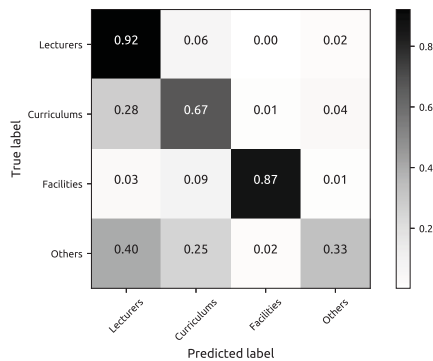 Lecturers 0.92 0.06 0.00 0.02
Curriculums 0.28 0.67 0.01 0.04
Facilities 0.03 0.09 0.87 0.01
Others 0.40 0.25 0.02 0.33
True label
Lecturers Curriculums Facilities Others
Predicted label
0.8
0.6
0.4
0.2